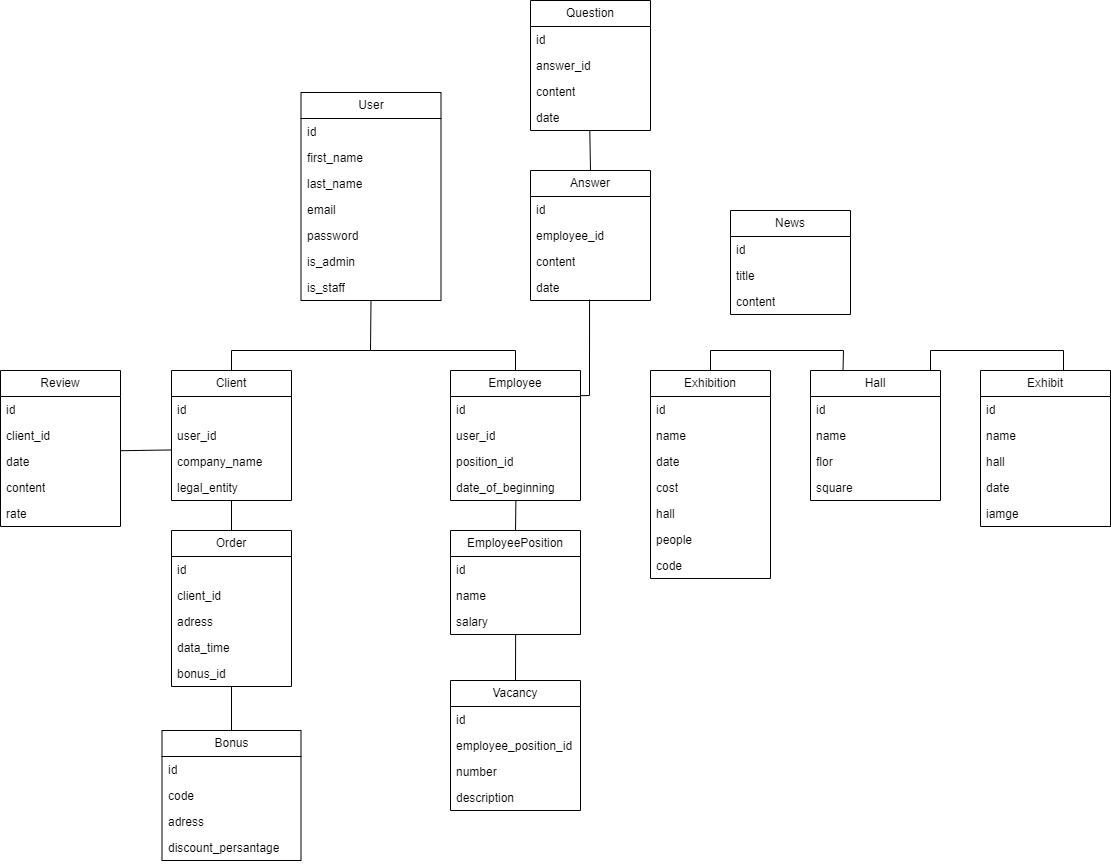 Question
id
answer_id
content
date
User
id
first_name
last_name
email
password
is_admin
is_staff
Answer
id
employee_id
content
date
News
id
title
content
Review
id
client_id
date
content
rate
Client
id
user_id
company_name
legal_entity
Employee
id
user_id
position_id
date_of_beginning
Exhibition
id
name
date
cost
hall
people
code
Hall
id
name
flor
square
Exhibit
id
name
hall
date
iamge
Order
id
client_id
adress
data_time
bonus_id
EmployeePosition
id
name
salary
Vacancy
id
employee_position_id
number
description
Bonus
id
code
adress
discount_persantage